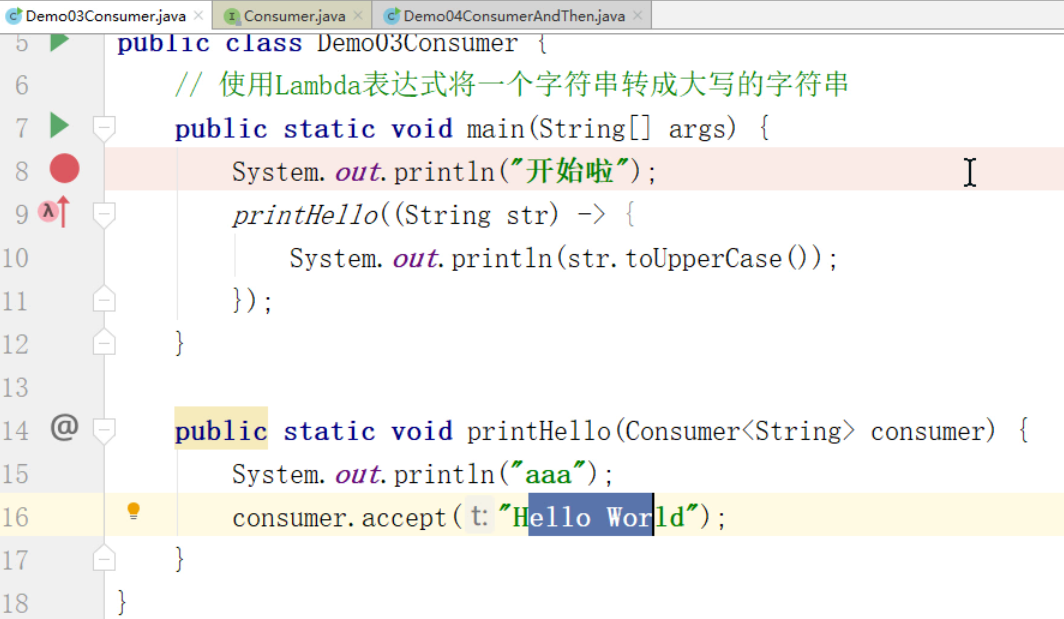 Demo03Consumer.java × Consumer.java × Demo04ConsumerAndThen.java ×
5 public class Demo03Consumer {
6 // 使用Lambda表达式将一个字符串转成大写的字符串
7 public static void main(String[] args) {
8 System.out.println("开始啦");
9 printHello((String str) -> {
10 System.out.println(str.toUpperCase());
11 });
12 }
13
14 @ public static void printHello(Consumer<String> consumer) {
15 System.out.println("aaa");
16 consumer.accept( t: "Hello World");
17 }
18 }